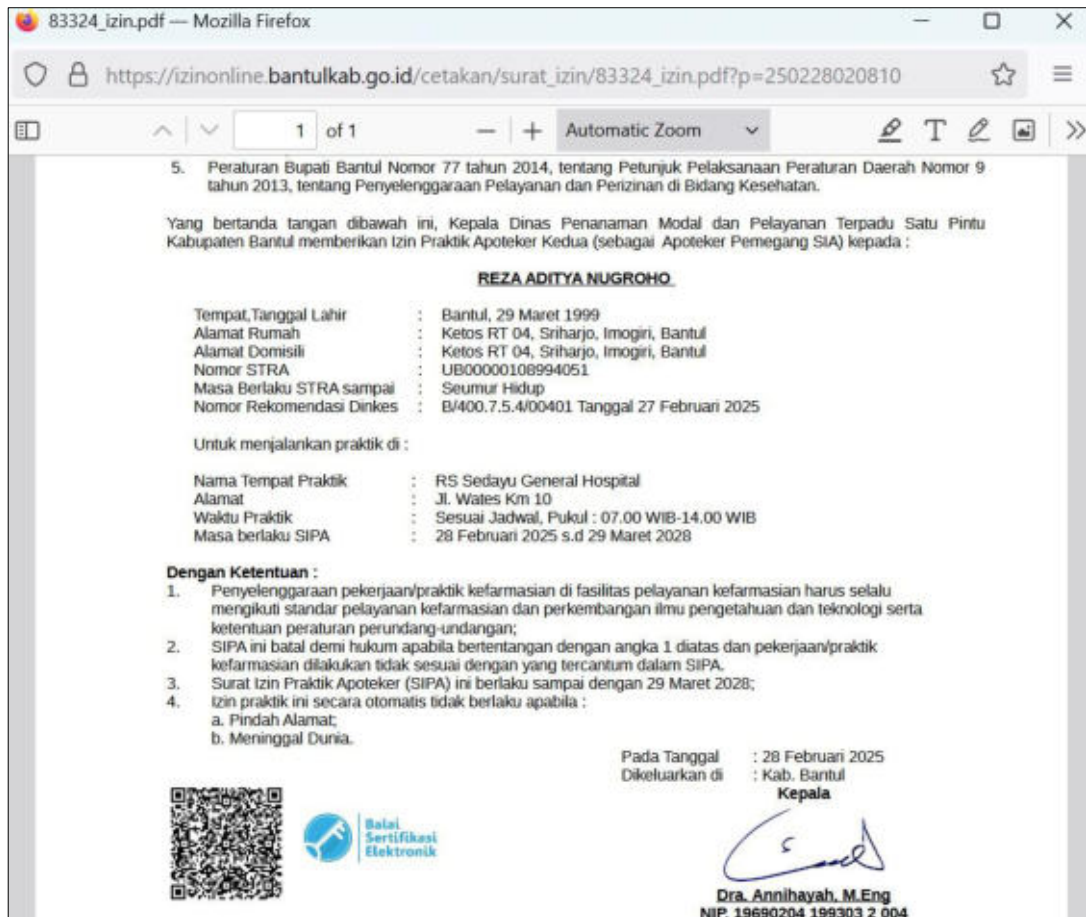 83324_izin.pdf — Mozilla Firefox
https://izinonline.bantulkab.go.id/cetakan/surat_izin/83324_izin.pdf?p=250228020810
1 of 1 Automatic Zoom
5. Peraturan Bupati Bantul Nomor 77 tahun 2014, tentang Petunjuk Pelaksanaan Peraturan Daerah Nomor 9
tahun 2013, tentang Penyelenggaraan Pelayanan dan Perizinan di Bidang Kesehatan.
Yang bertanda tangan dibawah ini, Kepala Dinas Penanaman Modal dan Pelayanan Terpadu Satu Pintu
Kabupaten Bantul memberikan Izin Praktik Apoteker Kedua (sebagai Apoteker Pemegang SIA) kepada :
REZA ADITYA NUGROHO
Tempat,Tanggal Lahir : Bantul, 29 Maret 1999
Alamat Rumah : Ketos RT 04, Sriharjo, Imogiri, Bantul
Alamat Domisili : Ketos RT 04, Sriharjo, Imogiri, Bantul
Nomor STRA : UB00000108994051
Masa Berlaku STRA sampai : Seumur Hidup
Nomor Rekomendasi Dinkes : B/400.7.5.4/00401 Tanggal 27 Februari 2025
Untuk menjalankan praktik di :
Nama Tempat Praktik : RS Sedayu General Hospital
Alamat : Jl. Wates Km 10
Waktu Praktik : Sesuai Jadwal, Pukul : 07.00 WIB-14.00 WIB
Masa berlaku SIPA : 28 Februari 2025 s.d 29 Maret 2028
Dengan Ketentuan :
1. Penyelenggaraan pekerjaan/praktik kefarmasian di fasilitas pelayanan kefarmasian harus selalu
mengikuti standar pelayanan kefarmasian dan perkembangan ilmu pengetahuan dan teknologi serta
ketentuan peraturan perundang-undangan;
2. SIPA ini batal demi hukum apabila bertentangan dengan angka 1 diatas dan pekerjaan/praktik
kefarmasian dilakukan tidak sesuai dengan yang tercantum dalam SIPA.
3. Surat Izin Praktik Apoteker (SIPA) ini berlaku sampai dengan 29 Maret 2028;
4. Izin praktik ini secara otomatis tidak berlaku apabila :
a. Pindah Alamat;
b. Meninggal Dunia.
Pada Tanggal : 28 Februari 2025
Dikeluarkan di : Kab. Bantul
Kepala
Balai
Sertifikasi
Elektronik
Dra. Annihayah, M.Eng
NIP. 19690204 199303 2 004